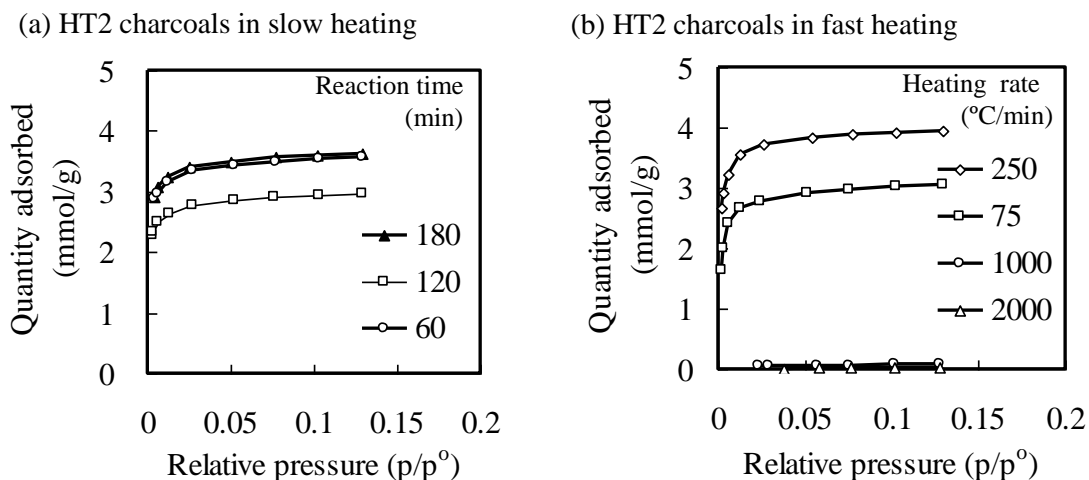 (a) HT2 charcoals in slow heating
5
4
3
2
1
0
Quantity adsorbed
(mmol/g)
Reaction time
(min)
180
120
60
0 0.05 0.1 0.15 0.2
Relative pressure (p/pº)
(b) HT2 charcoals in fast heating
5
4
3
2
1
0
Quantity adsorbed
(mmol/g)
Heating rate
(ºC/min)
250
75
1000
2000
0 0.05 0.1 0.15 0.2
Relative pressure (p/pº)